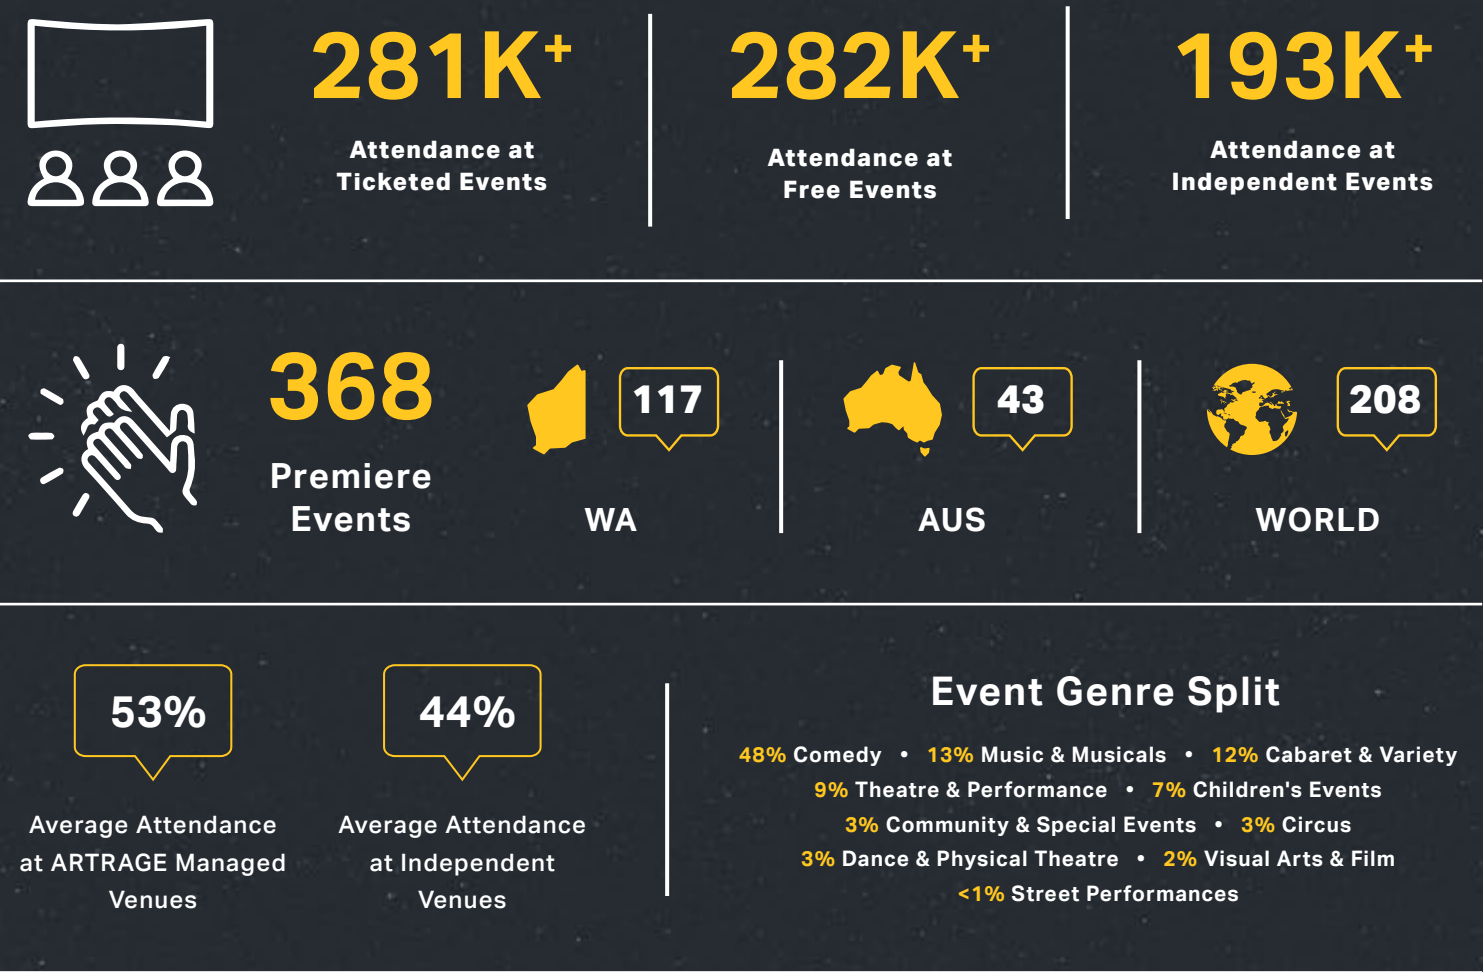 281K+
Attendance at
Ticketed Events
282K+
Attendance at
Free Events
193K+
Attendance at
Independent Events
368
Premiere
Events
117
WA
43
AUS
208
WORLD
53%
Average Attendance
at ARTRAGE Managed
Venues
44%
Average Attendance
at Independent
Venues
Event Genre Split
48% Comedy • 13% Music & Musicals • 12% Cabaret & Variety
9% Theatre & Performance • 7% Children's Events
3% Community & Special Events • 3% Circus
3% Dance & Physical Theatre • 2% Visual Arts & Film
<1% Street Performances